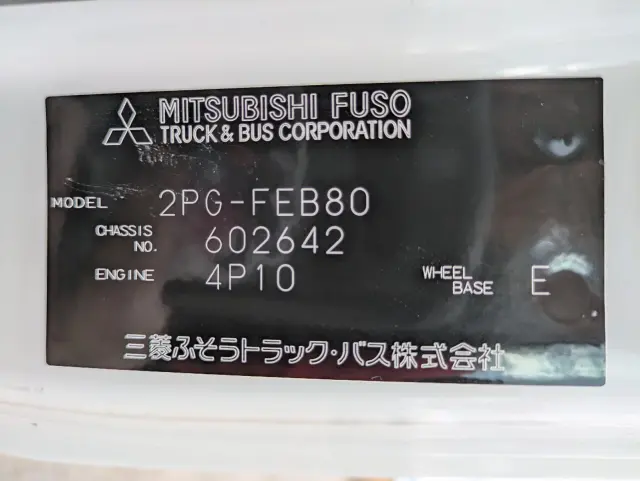 MITSUBISHI FUSO
TRUCK & BUS CORPORATION
MODEL 2PG-FEB80
CHASSIS NO. 602642
ENGINE 4P10 WHEEL BASE E
三菱ふそうトラック・バス株式会社